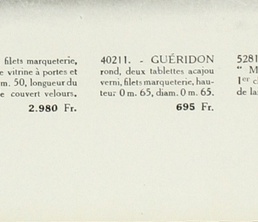 filets marqueterie,
e vitrine à portes et
m. 50, longueur du
e couvert velours.
2.980 Fr.
40211. - GUÉRIDON
rond, deux tablettes acajou
verni, filets marqueterie, hau-
teur 0 m. 65, diam. 0 m. 65.
695 Fr.
5281
" M
1er c
de la